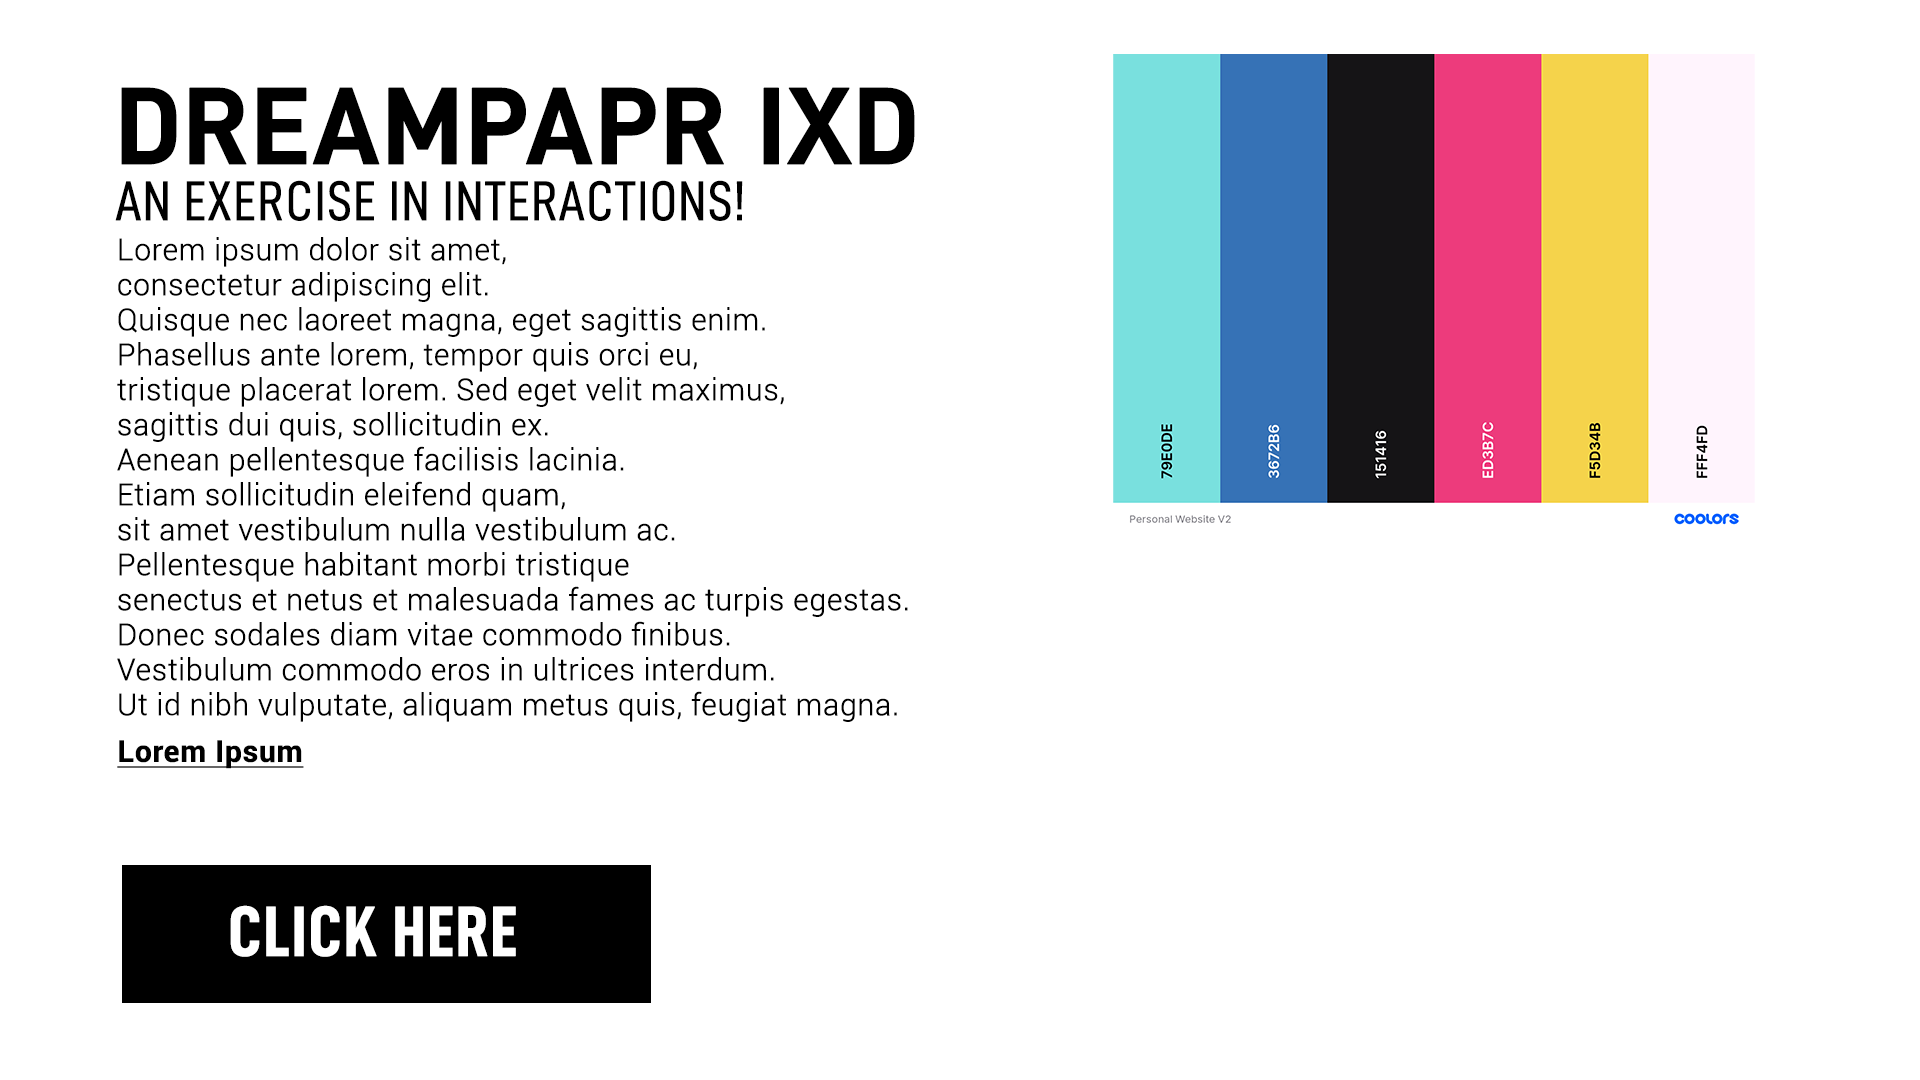 DREAMPAPR IXD
AN EXERCISE IN INTERACTIONS!
Lorem ipsum dolor sit amet,
consectetur adipiscing elit.
Quisque nec laoreet magna, eget sagittis enim.
Phasellus ante lorem, tempor quis orci eu,
tristique placerat lorem. Sed eget velit maximus,
sagittis dui quis, sollicitudin ex.
Aenean pellentesque facilisis lacinia.
Etiam sollicitudin eleifend quam,
sit amet vestibulum nulla vestibulum ac.
Pellentesque habitant morbi tristique
senectus et netus et malesuada fames ac turpis egestas.
Donec sodales diam vitae commodo finibus.
Vestibulum commodo eros in ultrices interdum.
Ut id nibh vulputate, aliquam metus quis, feugiat magna.
Lorem Ipsum
CLICK HERE
79E0DE
3672B6
151416
ED3B7C
F5D34B
FFF4FD
Personal Website V2
coolors